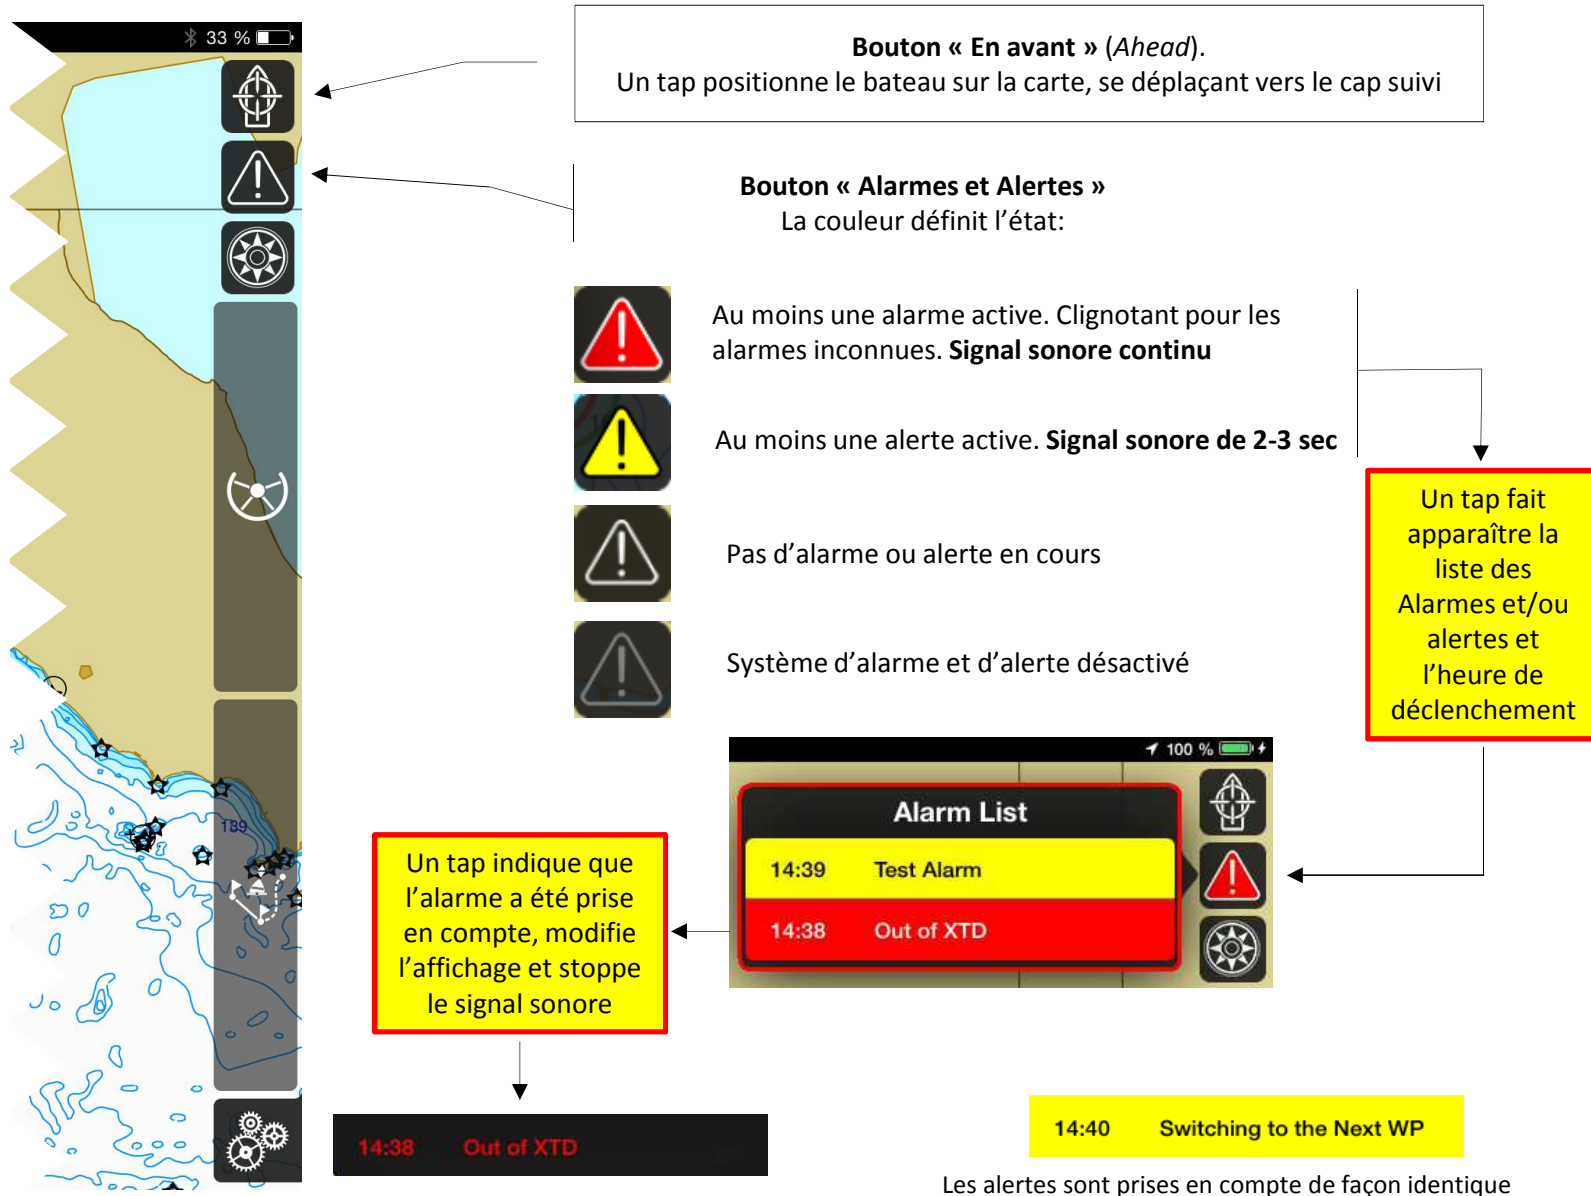 33 %
Bouton « En avant » (Ahead).
Un tap positionne le bateau sur la carte, se déplaçant vers le cap suivi
Bouton « Alarmes et Alertes »
La couleur définit l’état:
Au moins une alarme active. Clignotant pour les
alarmes inconnues. Signal sonore continu
Au moins une alerte active. Signal sonore de 2-3 sec
Pas d’alarme ou alerte en cours
Système d’alarme et d’alerte désactivé
Un tap fait
apparaître la
liste des
Alarmes et/ou
alertes et
l’heure de
déclenchement
100 %
Alarm List
14:39 Test Alarm
14:38 Out of XTD
139
Un tap indique que
l’alarme a été prise
en compte, modifie
l’affichage et stoppe
le signal sonore
14:38 Out of XTD
14:40 Switching to the Next WP
Les alertes sont prises en compte de façon identique